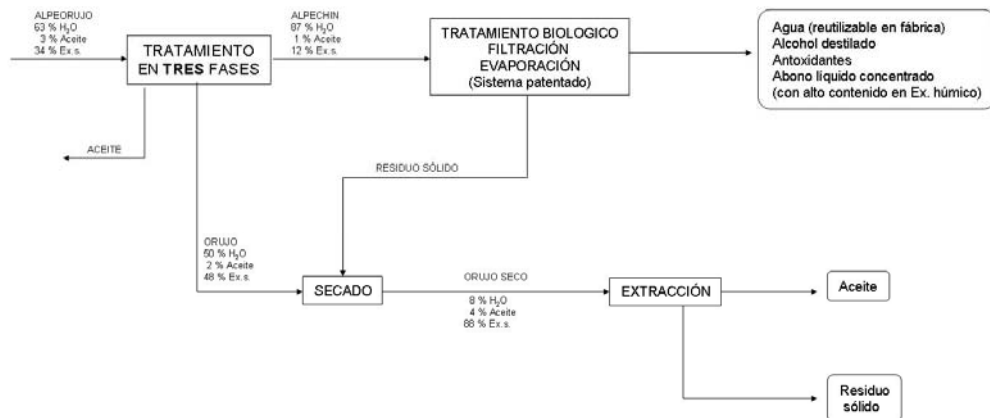 ALPEORUJO
63 % H₂O
3 % Aceite
34 % Ex.s.
TRATAMIENTO
EN TRES FASES
ALPECHIN
87 % H₂O
1 % Aceite
12 % Ex.s.
TRATAMIENTO BIOLOGICO
FILTRACIÓN
EVAPORACIÓN
(Sistema patentado)
Agua (reutilizable en fábrica)
Alcohol destilado
Antoxidantes
Abono líquido concentrado
(con alto contenido en Ex. húmico)
ACEITE
RESIDUO SÓLIDO
ORUJO
50 % H₂O
2 % Aceite
48 % Ex.s.
SECADO
ORUJO SECO
8 % H₂O
4 % Aceite
88 % Ex.s.
EXTRACCIÓN
Aceite
Residuo
sólido